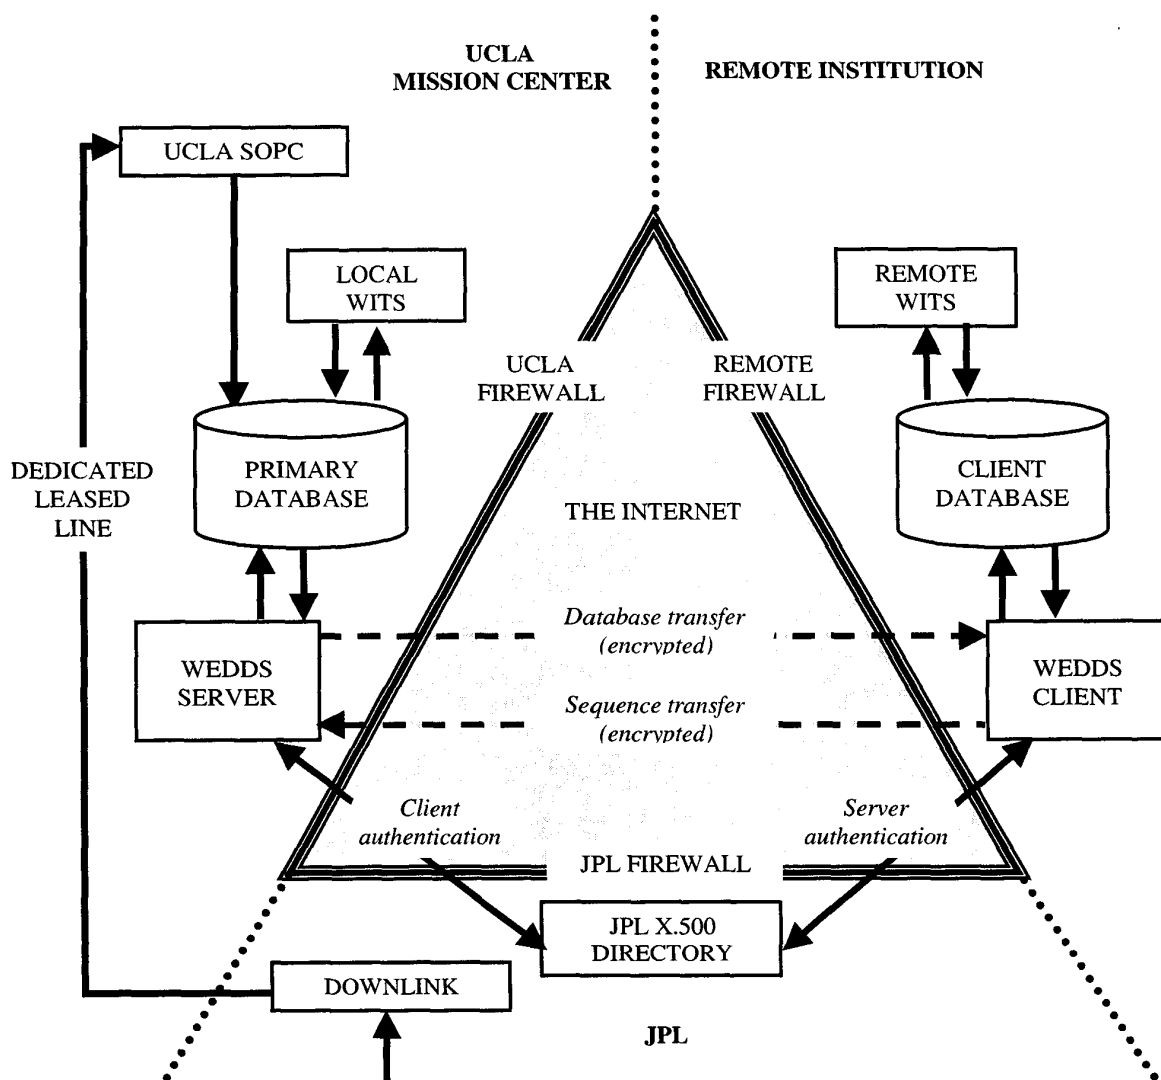 UCLA
MISSION CENTER
REMOTE INSTITUTION
UCLA SOPC
LOCAL
WITS
REMOTE
WITS
UCLA
FIREWALL
REMOTE
FIREWALL
DEDICATED
LEASED
LINE
PRIMARY
DATABASE
THE INTERNET
CLIENT
DATABASE
Database transfer
(encrypted)
WEDDS
SERVER
WEDDS
CLIENT
Sequence transfer
(encrypted)
Client
authentication
Server
authentication
JPL FIREWALL
JPL X.500
DIRECTORY
DOWNLINK
JPL